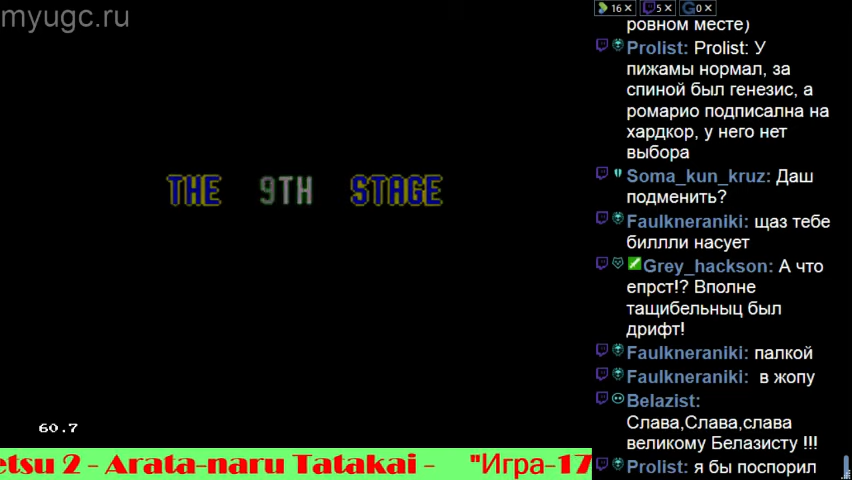 myugc.ru
16 5 0
ровном месте)
Prolist: Prolist: У
пижамы нормал, за
спиной был генезис, а
ромарио подписална на
хардкор, у него нет
выбора
Soma_kun_kruz: Даш
подменить?
Faulkneraniki: щаз тебе
биллли насует
Grey_hackson: А что
епрст!? Вполне
тащибельныц был
дрифт!
Faulkneraniki: палкой
Faulkneraniki: в жопу
Belazist:
Слава,Слава,слава
великому Белазисту !!!
Prolist: я бы поспорил
THE 9TH STAGE
60.7
etsu 2 - Arata-naru Tatakai - "Игра-17